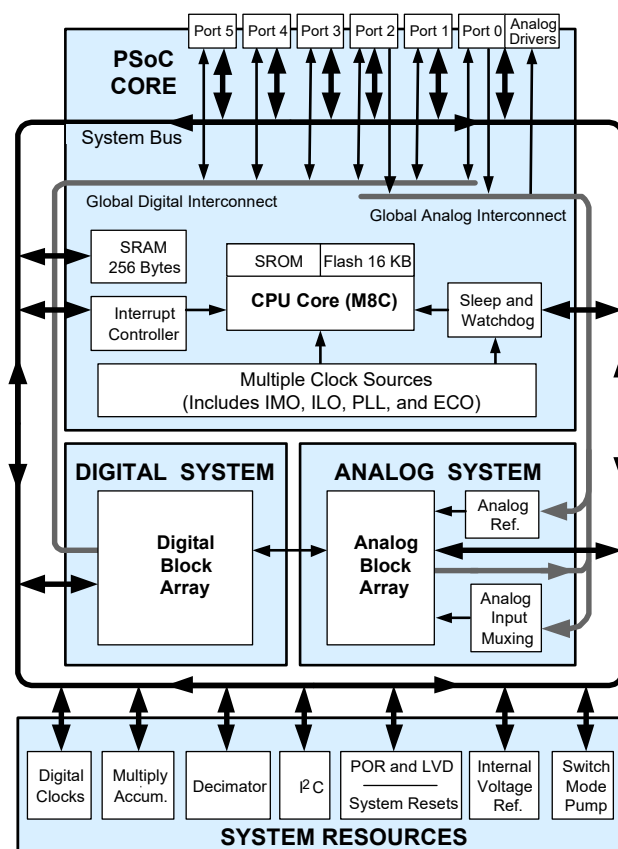 Port 5 Port 4 Port 3 Port 2 Port 1 Port 0 Analog
Drivers
PSoC
CORE
System Bus
Global Digital Interconnect
Global Analog Interconnect
SRAM
256 Bytes
Interrupt
Controller
SROM Flash 16 KB
CPU Core (M8C)
Sleep and
Watchdog
Multiple Clock Sources
(Includes IMO, ILO, PLL, and ECO)
DIGITAL SYSTEM
Digital
Block
Array
ANALOG SYSTEM
Analog
Block
Array
Analog
Ref.
Analog
Input
Muxing
Digital
Clocks
Multiply
Accum.
Decimator
I2C
POR and LVD
System Resets
Internal
Voltage
Ref.
Switch
Mode
Pump
SYSTEM RESOURCES